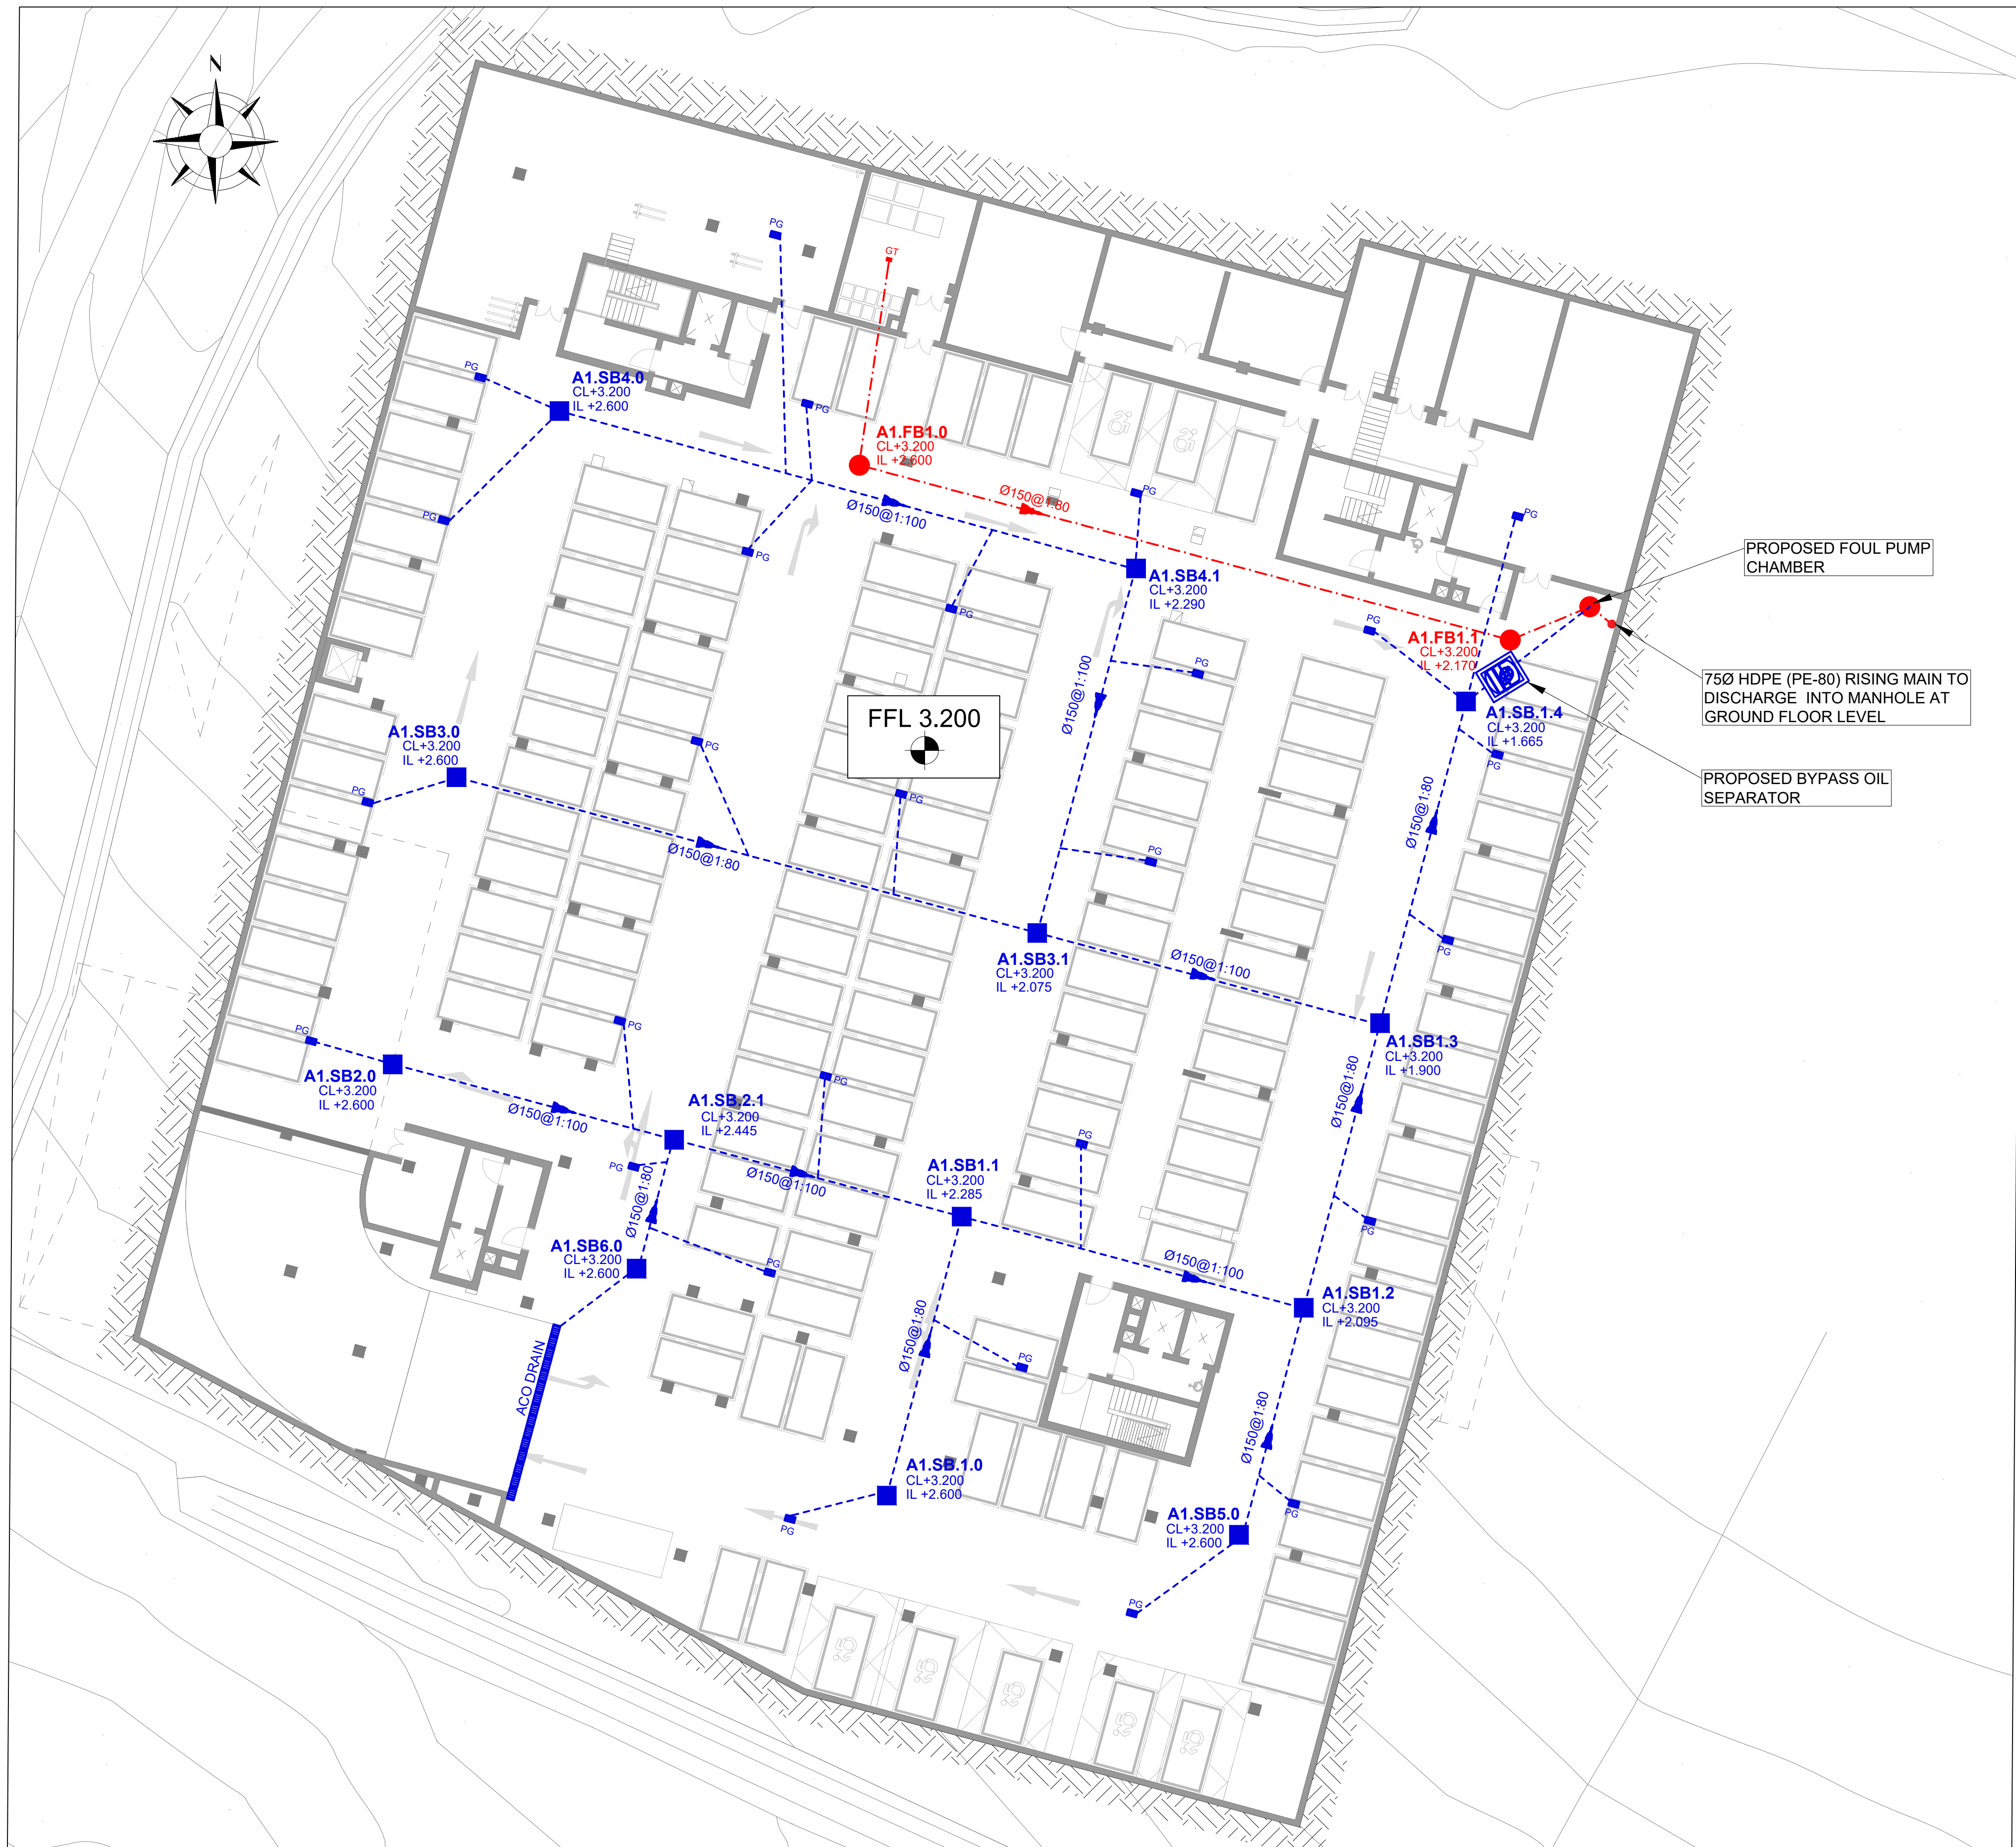 N
PG
GT
PG
A1.SB4.0
CL+3.200
IL +2.600
PG
A1.FB1.0
CL+3.200
IL +2.600
PG
Ø150@1:80
Ø150@1:100
PG
PG
PG
PROPOSED FOUL PUMP
CHAMBER
A1.SB4.1
CL+3.200
IL +2.290
PG
PG
PG
A1.FB1.1
CL+3.200
IL +2.170
75Ø HDPE (PE-80) RISING MAIN TO
DISCHARGE INTO MANHOLE AT
GROUND FLOOR LEVEL
Ø150@1:100
PG
FFL 3.200
A1.SB.1.4
CL+3.200
IL +1.665
A1.SB3.0
CL+3.200
IL +2.600
PG
PG
PROPOSED BYPASS OIL
SEPARATOR
PG
PG
Ø150@1:80
Ø150@1:80
PG
PG
A1.SB3.1
CL+3.200
IL +2.075
Ø150@1:100
PG
A1.SB1.3
CL+3.200
IL +1.900
PG
PG
A1.SB2.0
CL+3.200
IL +2.600
Ø150@1:100
A1.SB.2.1
CL+3.200
IL +2.445
PG
Ø150@1:80
PG
PG
Ø150@1:100
A1.SB1.1
CL+3.200
IL +2.285
Ø150@1:80
PG
A1.SB6.0
CL+3.200
IL +2.600
PG
Ø150@1:100
A1.SB1.2
CL+3.200
IL +2.095
ACO DRAIN
Ø150@1:80
PG
Ø150@1:80
A1.SB.1.0
CL+3.200
IL +2.600
PG
A1.SB5.0
CL+3.200
IL +2.600
PG
PG